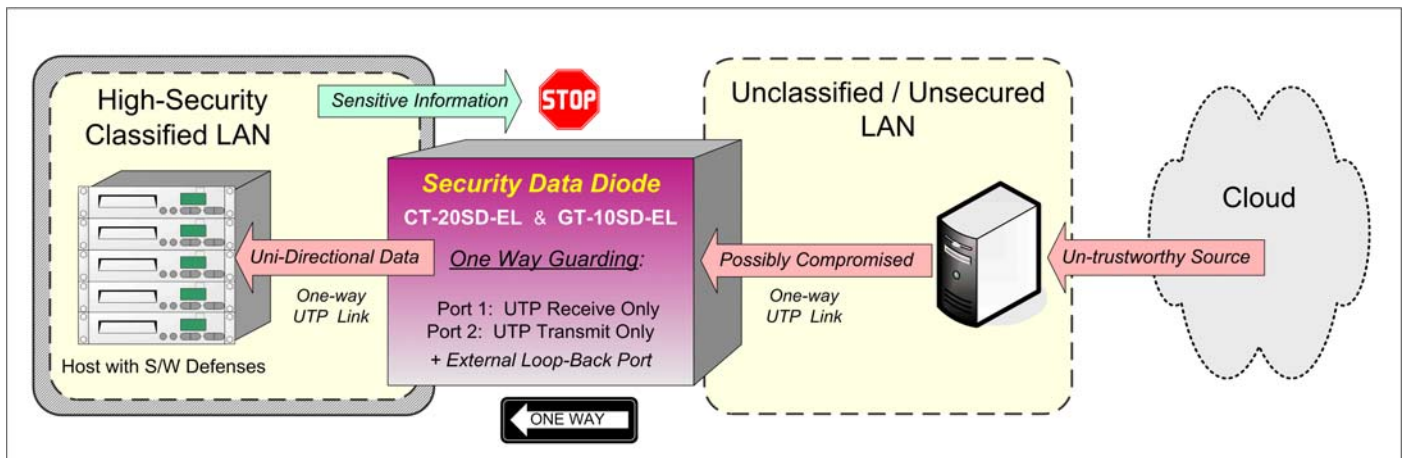 High-Security
Classified LAN
Sensitive Information
STOP
Unclassified / Unsecured
LAN
Security Data Diode
CT-20SD-EL & GT-10SD-EL
One Way Guarding:
Port 1: UTP Receive Only
Port 2: UTP Transmit Only
+ External Loop-Back Port
Uni-Directional Data
One-way
UTP Link
Host with S/W Defenses
Possibly Compromised
One-way
UTP Link
Un-trustworthy Source
Cloud
ONE WAY